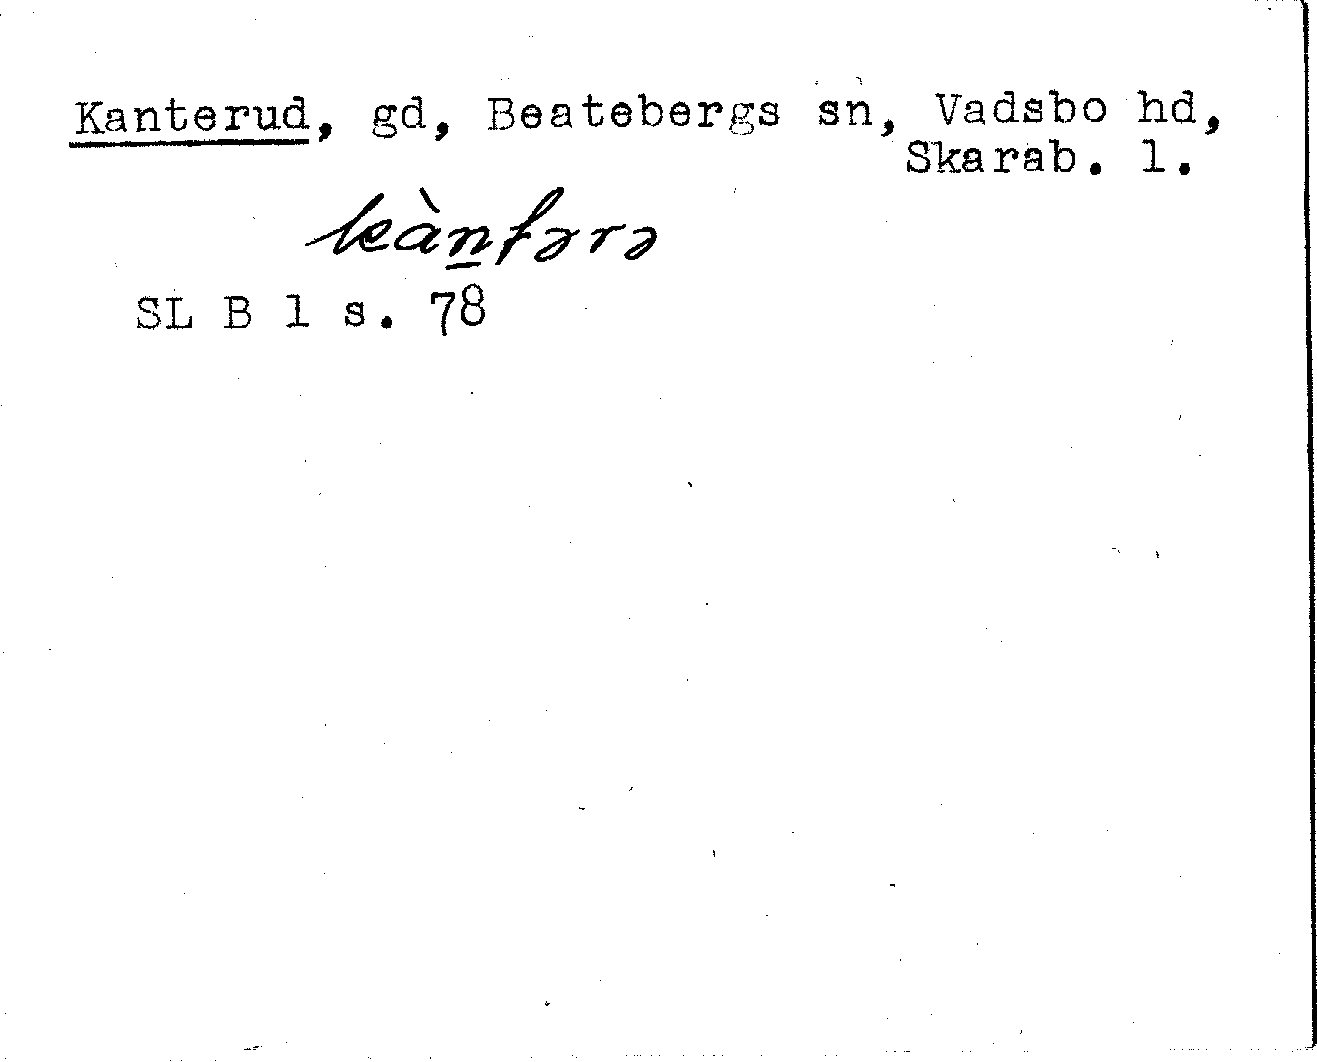 Kanterud, gd, Beatebergs sn, Vadsbo hd,
Skarab. l.
kàn̲tərə
SL B 1 s. 78